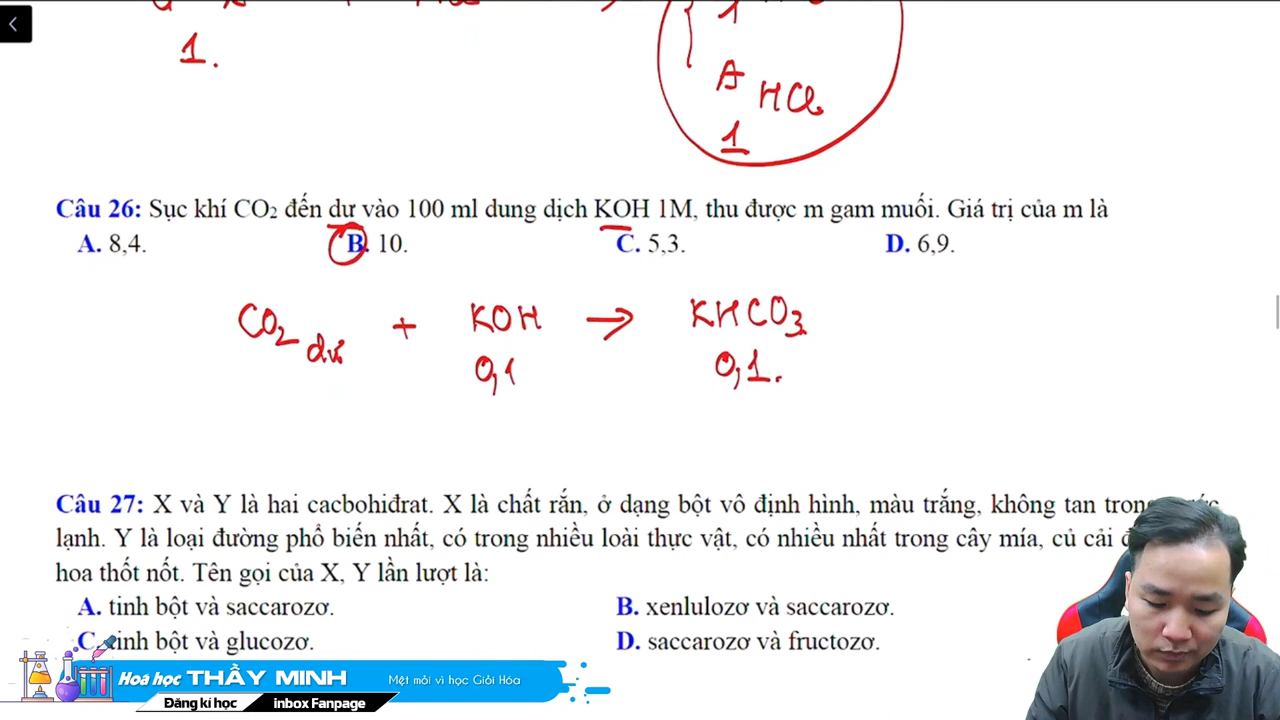 1.
1
A HCl
1
Câu 26: Sục khí CO₂ đến dư vào 100 ml dung dịch KOH 1M, thu được m gam muối. Giá trị của m là
A. 8,4. B. 10. C. 5,3. D. 6,9.
CO₂ dư + KOH → KHCO₃
0,1 0,1.
Câu 27: X và Y là hai cacbohiđrat. X là chất rắn, ở dạng bột vô định hình, màu trắng, không tan
lạnh. Y là loại đường phổ biến nhất, có trong nhiều loài thực vật, có nhiều nhất trong cây mía, củ cải
hoa thốt nốt. Tên gọi của X, Y lần lượt là:
A. tinh bột và saccarozơ. B. xenlulozơ và saccarozơ.
C. tinh bột và glucozơ. D. saccarozơ và fructozơ.
Hoá học THẦY MINH Mệt mỏi vì học Giỏi Hóa
Đăng kí học inbox Fanpage